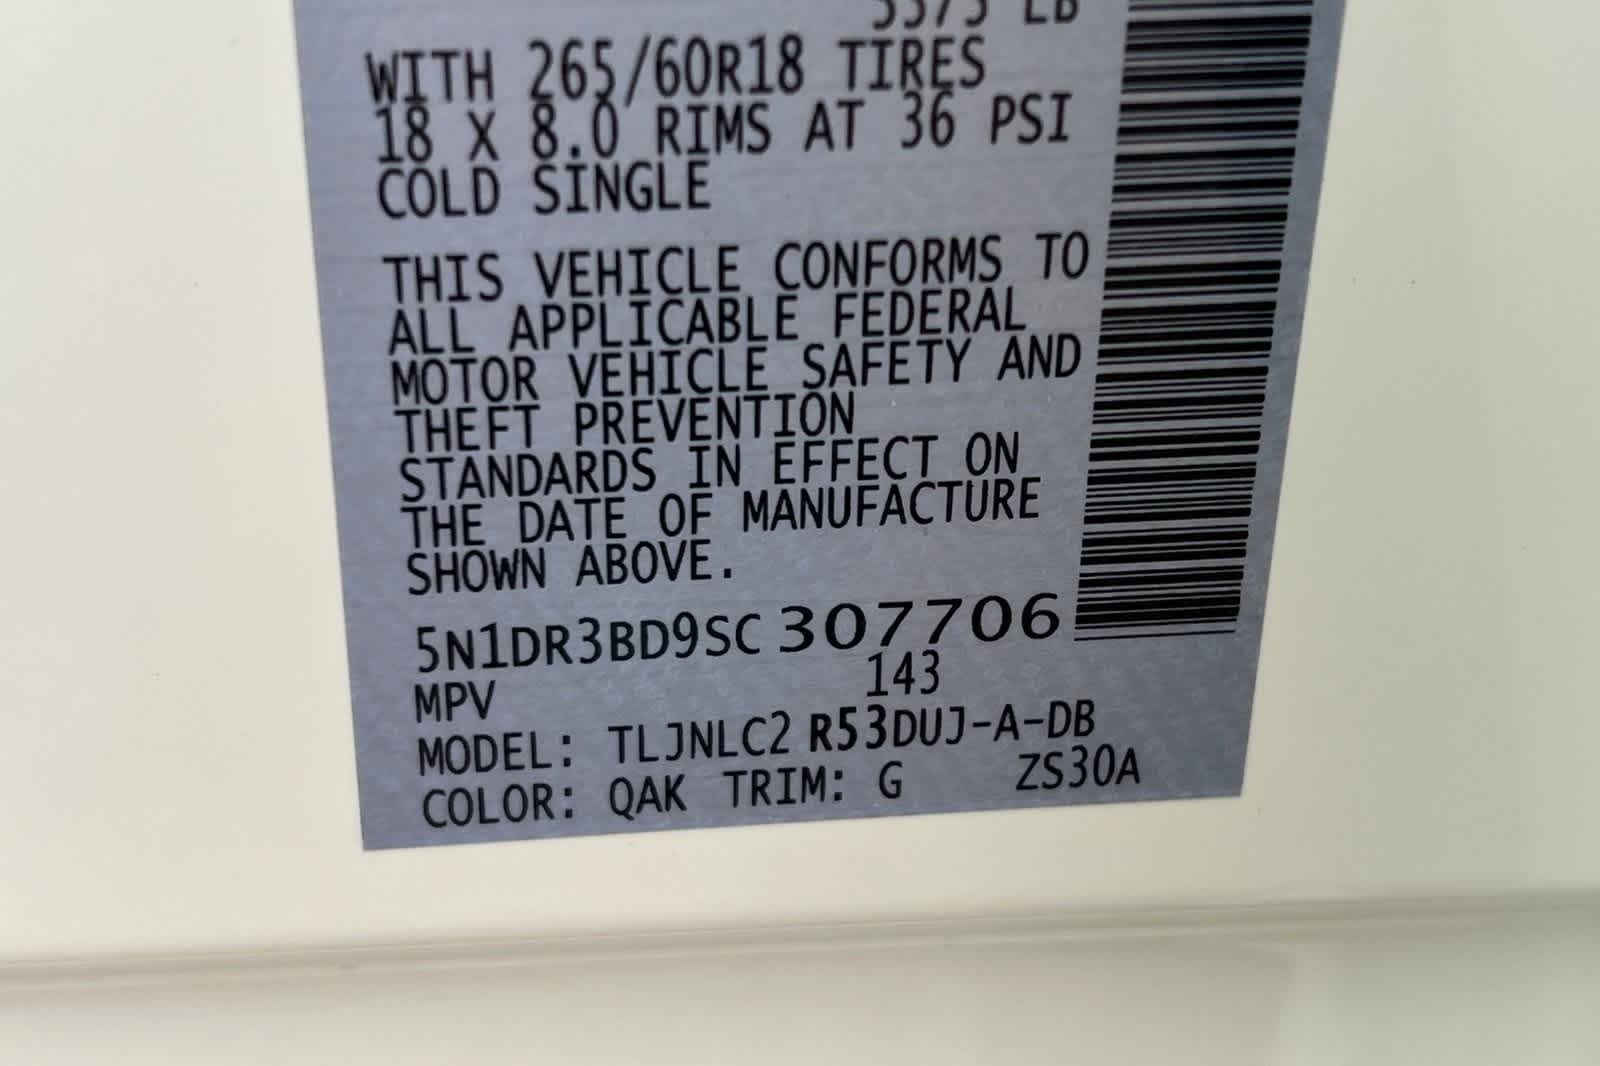 5575 LB
WITH 265/60R18 TIRES
18 X 8.0 RIMS AT 36 PSI
COLD SINGLE
THIS VEHICLE CONFORMS TO
ALL APPLICABLE FEDERAL
MOTOR VEHICLE SAFETY AND
THEFT PREVENTION
STANDARDS IN EFFECT ON
THE DATE OF MANUFACTURE
SHOWN ABOVE.
5N1DR3BD9SC307706
MPV 143
MODEL: TLJNLC2 R53DUJ-A-DB
COLOR: QAK TRIM: G ZS30A